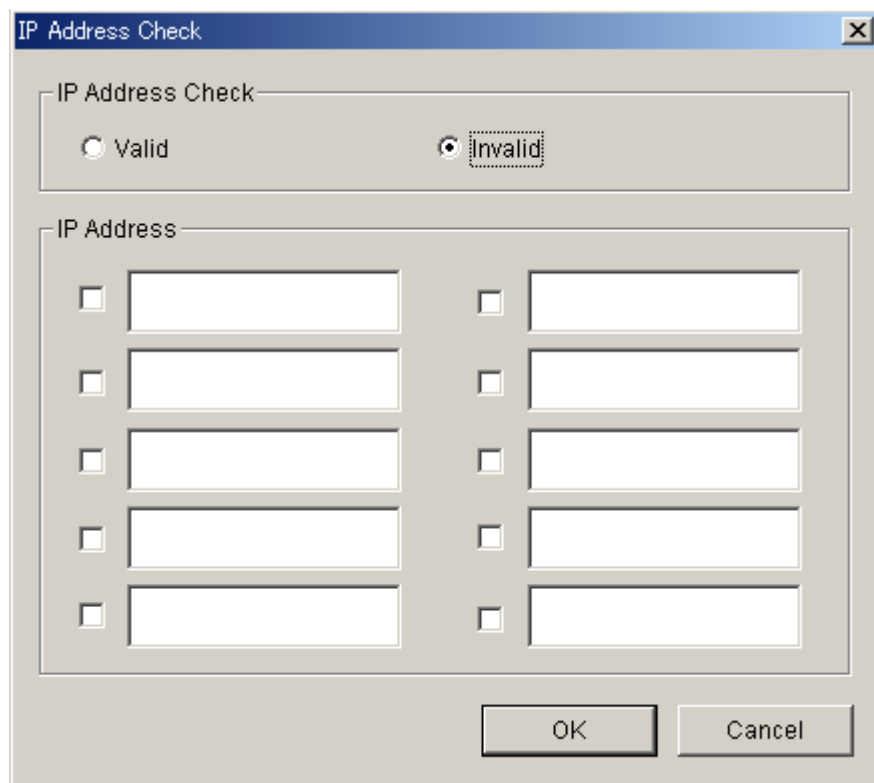 IP Address Check
IP Address Check
Valid Invalid
IP Address
OK Cancel